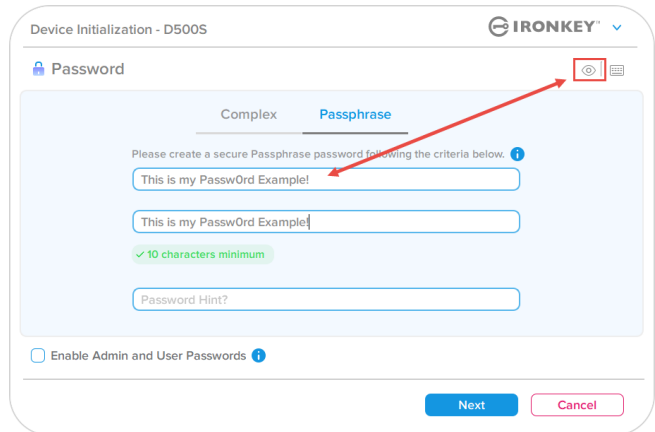 Device Initialization - D500S
IRONKEY™
Password
Complex Passphrase
Please create a secure Passphrase password following the criteria below.
This is my Passw0rd Example!
This is my Passw0rd Example!
✓ 10 characters minimum
Password Hint?
Enable Admin and User Passwords
Next Cancel